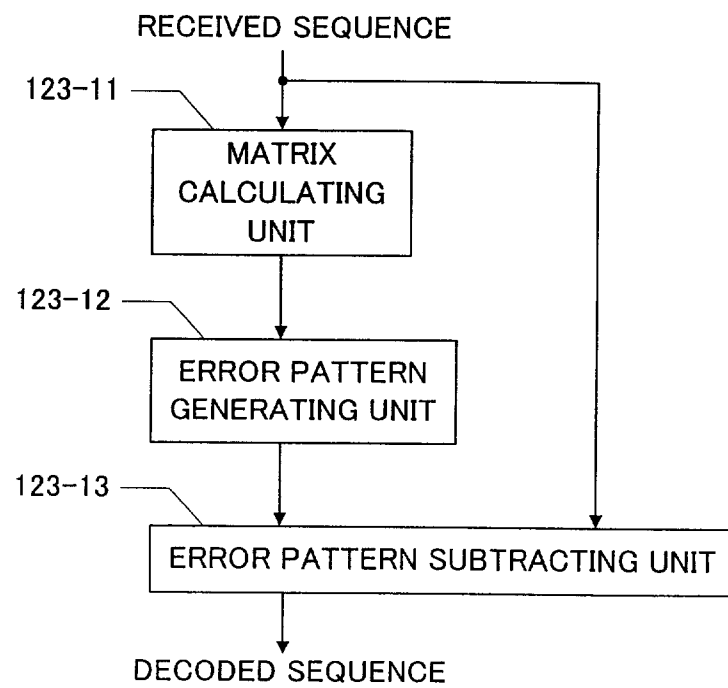 RECEIVED SEQUENCE
123-11
MATRIX
CALCULATING
UNIT
123-12
ERROR PATTERN
GENERATING UNIT
123-13
ERROR PATTERN SUBTRACTING UNIT
DECODED SEQUENCE